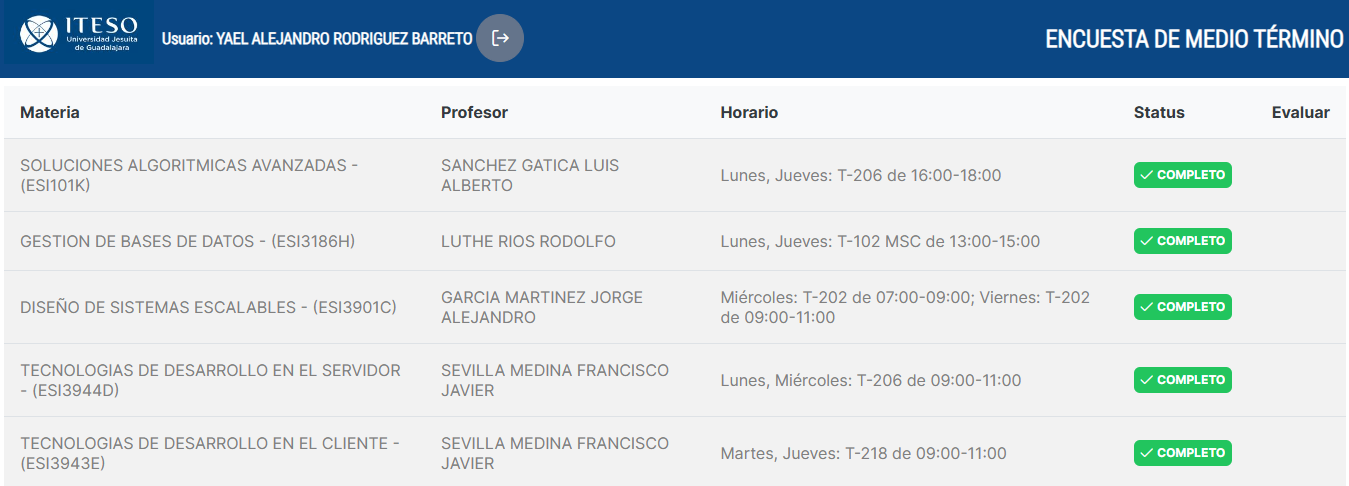 ITESO
Universidad Jesuita
de Guadalajara
Usuario: YAEL ALEJANDRO RODRIGUEZ BARRETO
ENCUESTA DE MEDIO TÉRMINO
Materia Profesor Horario Status Evaluar
SOLUCIONES ALGORITMICAS AVANZADAS -
(ESI101K)
SANCHEZ GATICA LUIS
ALBERTO
Lunes, Jueves: T-206 de 16:00-18:00
COMPLETO
GESTION DE BASES DE DATOS - (ESI3186H)
LUTHE RIOS RODOLFO
Lunes, Jueves: T-102 MSC de 13:00-15:00
COMPLETO
DISEÑO DE SISTEMAS ESCALABLES - (ESI3901C)
GARCIA MARTINEZ JORGE
ALEJANDRO
Miércoles: T-202 de 07:00-09:00; Viernes: T-202
de 09:00-11:00
COMPLETO
TECNOLOGIAS DE DESARROLLO EN EL SERVIDOR
- (ESI3944D)
SEVILLA MEDINA FRANCISCO
JAVIER
Lunes, Miércoles: T-206 de 09:00-11:00
COMPLETO
TECNOLOGIAS DE DESARROLLO EN EL CLIENTE -
(ESI3943E)
SEVILLA MEDINA FRANCISCO
JAVIER
Martes, Jueves: T-218 de 09:00-11:00
COMPLETO